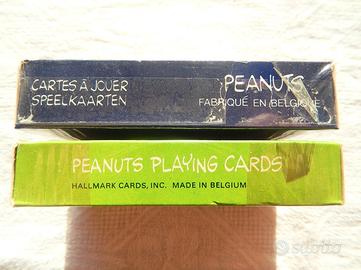 CARTES À JOUER
SPEELKAARTEN
PEANUTS
FABRIQUÉ EN BELGIQUE
PEANUTS PLAYING CARDS
HALLMARK CARDS, INC. MADE IN BELGIUM
subito